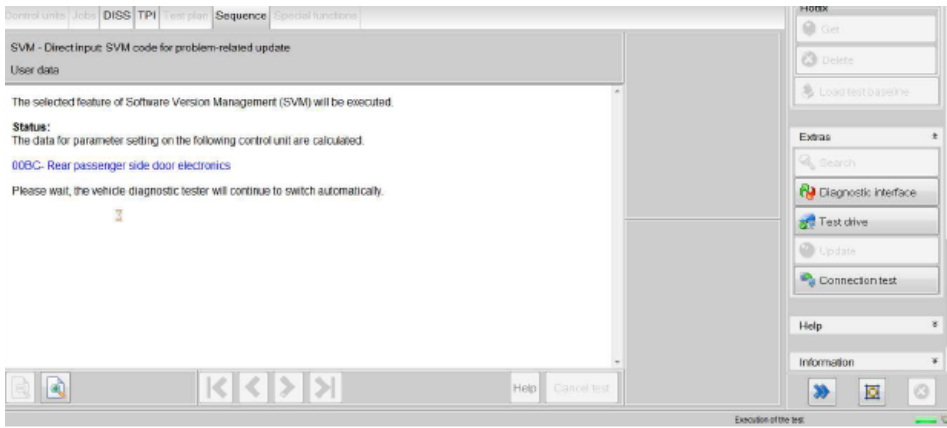 Control units Jobs DISS TPI Test plan Sequence Special functions
SVM - Direct input: SVM code for problem-related update
User data
The selected feature of Software Version Management (SVM) will be executed.
Status:
The data for parameter setting on the following control unit are calculated.
00BC- Rear passenger side door electronics
Please wait, the vehicle diagnostic tester will continue to switch automatically.
Help Cancel test
Hotfix
Get
Delete
Load test baseline
Extras
Search
Diagnostic interface
Test drive
Update
Connection test
Help
Information
Execution of the test